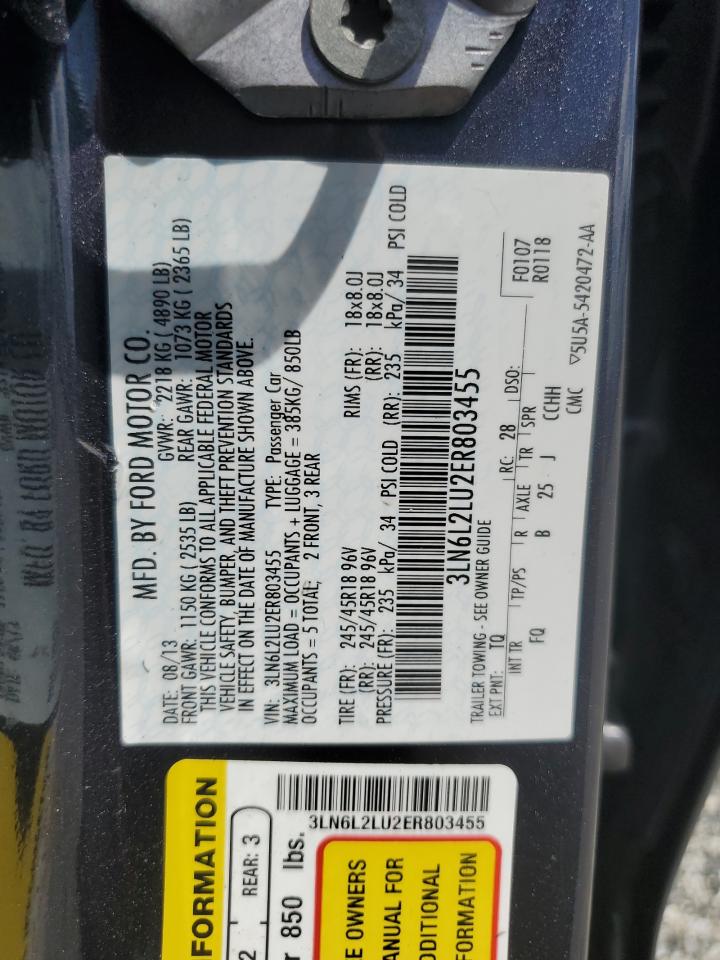 MFD. BY FORD MOTOR CO.
DATE: 08/13 GVWR: 2218 KG ( 4890 LB)
FRONT GAWR: 1150 KG ( 2535 LB) REAR GAWR: 1073 KG ( 2365 LB)
THIS VEHICLE CONFORMS TO ALL APPLICABLE FEDERAL MOTOR
VEHICLE SAFETY, BUMPER, AND THEFT PREVENTION STANDARDS
IN EFFECT ON THE DATE OF MANUFACTURE SHOWN ABOVE.
VIN: 3LN6L2LU2ER803455 TYPE: Passenger Car
MAXIMUM LOAD = OCCUPANTS + LUGGAGE = 385KG/ 850LB
OCCUPANTS = 5 TOTAL; 2 FRONT, 3 REAR
TIRE (FR): 245/45R18 96V RIMS (FR): 18x8.0J
(RR): 245/45R18 96V (RR): 18x8.0J
PRESSURE (FR): 235 kPa/ 34 PSI COLD (RR): 235 kPa/ 34 PSI COLD
3LN6L2LU2ER803455
TRAILER TOWING - SEE OWNER GUIDE
EXT PNT: TQ RC: 28 DSO: F0107
INT TR TP/PS R AXLE TR SPR R0118
FQ B 25 J CCHH
CMC
▽5U5A-5420472-AA
FORMATION
2 REAR: 3
r 850 lbs.
3LN6L2LU2ER803455
E OWNERS
ANUAL FOR
DDITIONAL
FORMATION